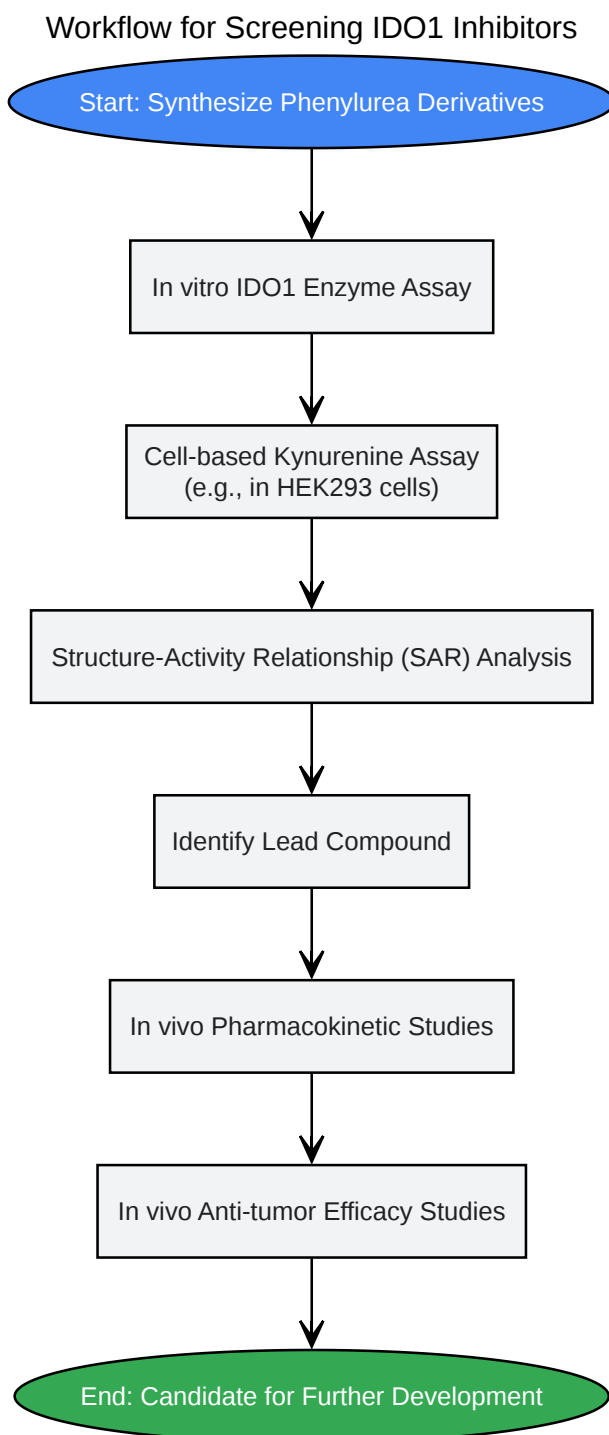 Workflow for Screening IDO1 Inhibitors
Start: Synthesize Phenylurea Derivatives
In vitro IDO1 Enzyme Assay
Cell-based Kynurenine Assay
(e.g., in HEK293 cells)
Structure-Activity Relationship (SAR) Analysis
Identify Lead Compound
In vivo Pharmacokinetic Studies
In vivo Anti-tumor Efficacy Studies
End: Candidate for Further Development